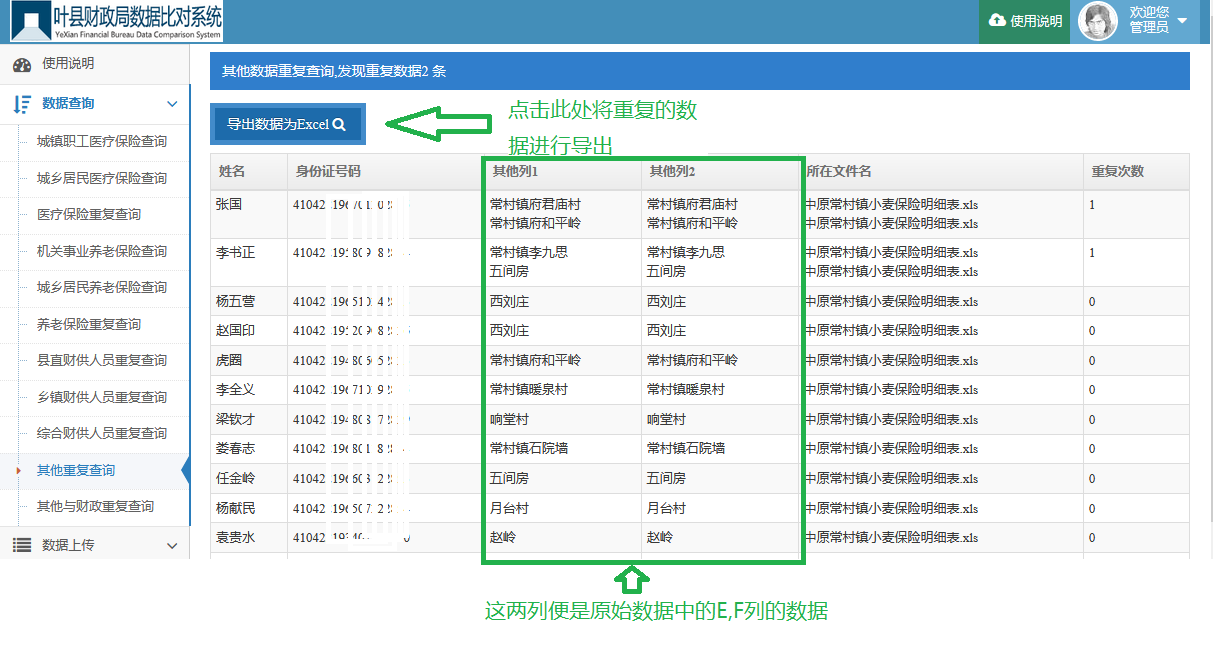 叶县财政局数据比对系统
YeXian Financial Bureau Data Comparison System
使用说明
欢迎您
管理员
使用说明
数据查询
城镇职工医疗保险查询
城乡居民医疗保险查询
医疗保险重复查询
机关事业养老保险查询
城乡居民养老保险查询
养老保险重复查询
县直财供人员重复查询
乡镇财供人员重复查询
综合财供人员重复查询
其他重复查询
其他与财政重复查询
数据上传
其他数据重复查询,发现重复数据2 条
导出数据为Excel
点击此处将重复的数
据进行导出
姓名 身份证号码 其他列1 其他列2 所在文件名 重复次数
张国 41042 常村镇府君庙村 常村镇府君庙村 中原常村镇小麦保险明细表.xls 1
常村镇府和平岭 常村镇府和平岭 中原常村镇小麦保险明细表.xls
李书正 41042 常村镇李九思 常村镇李九思 中原常村镇小麦保险明细表.xls 1
五间房 五间房 中原常村镇小麦保险明细表.xls
杨五营 41042 西刘庄 西刘庄 中原常村镇小麦保险明细表.xls 0
赵国印 41042 西刘庄 西刘庄 中原常村镇小麦保险明细表.xls 0
虎圈 41042 常村镇府和平岭 常村镇府和平岭 中原常村镇小麦保险明细表.xls 0
李全义 41042 常村镇暖泉村 常村镇暖泉村 中原常村镇小麦保险明细表.xls 0
梁钦才 41042 响堂村 响堂村 中原常村镇小麦保险明细表.xls 0
娄春志 41042 常村镇石院墙 常村镇石院墙 中原常村镇小麦保险明细表.xls 0
任金岭 41042 五间房 五间房 中原常村镇小麦保险明细表.xls 0
杨献民 41042 月台村 月台村 中原常村镇小麦保险明细表.xls 0
袁贵水 41042 赵岭 赵岭 中原常村镇小麦保险明细表.xls 0
这两列便是原始数据中的E,F列的数据